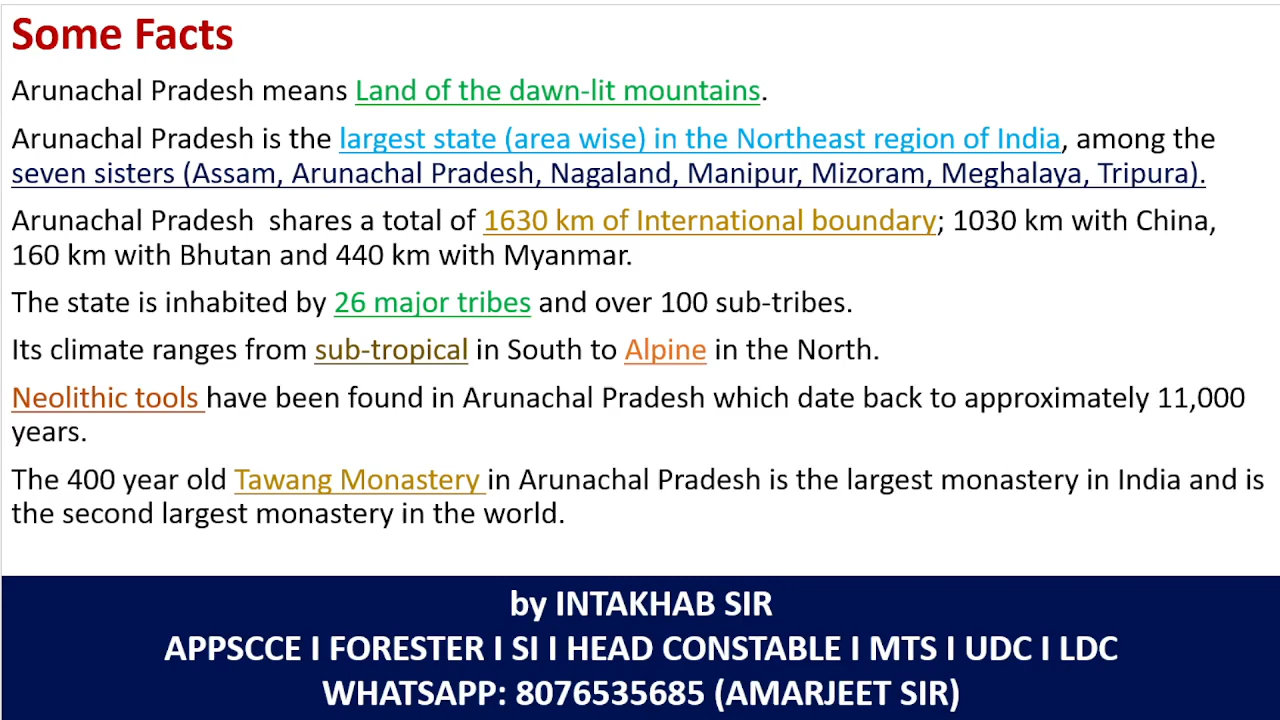 Some Facts
Arunachal Pradesh means Land of the dawn-lit mountains.
Arunachal Pradesh is the largest state (area wise) in the Northeast region of India, among the
seven sisters (Assam, Arunachal Pradesh, Nagaland, Manipur, Mizoram, Meghalaya, Tripura).
Arunachal Pradesh  shares a total of 1630 km of International boundary; 1030 km with China,
160 km with Bhutan and 440 km with Myanmar.
The state is inhabited by 26 major tribes and over 100 sub-tribes.
Its climate ranges from sub-tropical in South to Alpine in the North.
Neolithic tools have been found in Arunachal Pradesh which date back to approximately 11,000
years.
The 400 year old Tawang Monastery in Arunachal Pradesh is the largest monastery in India and is
the second largest monastery in the world.
by INTAKHAB SIR
APPSCCE I FORESTER I SI I HEAD CONSTABLE I MTS I UDC I LDC
WHATSAPP: 8076535685 (AMARJEET SIR)